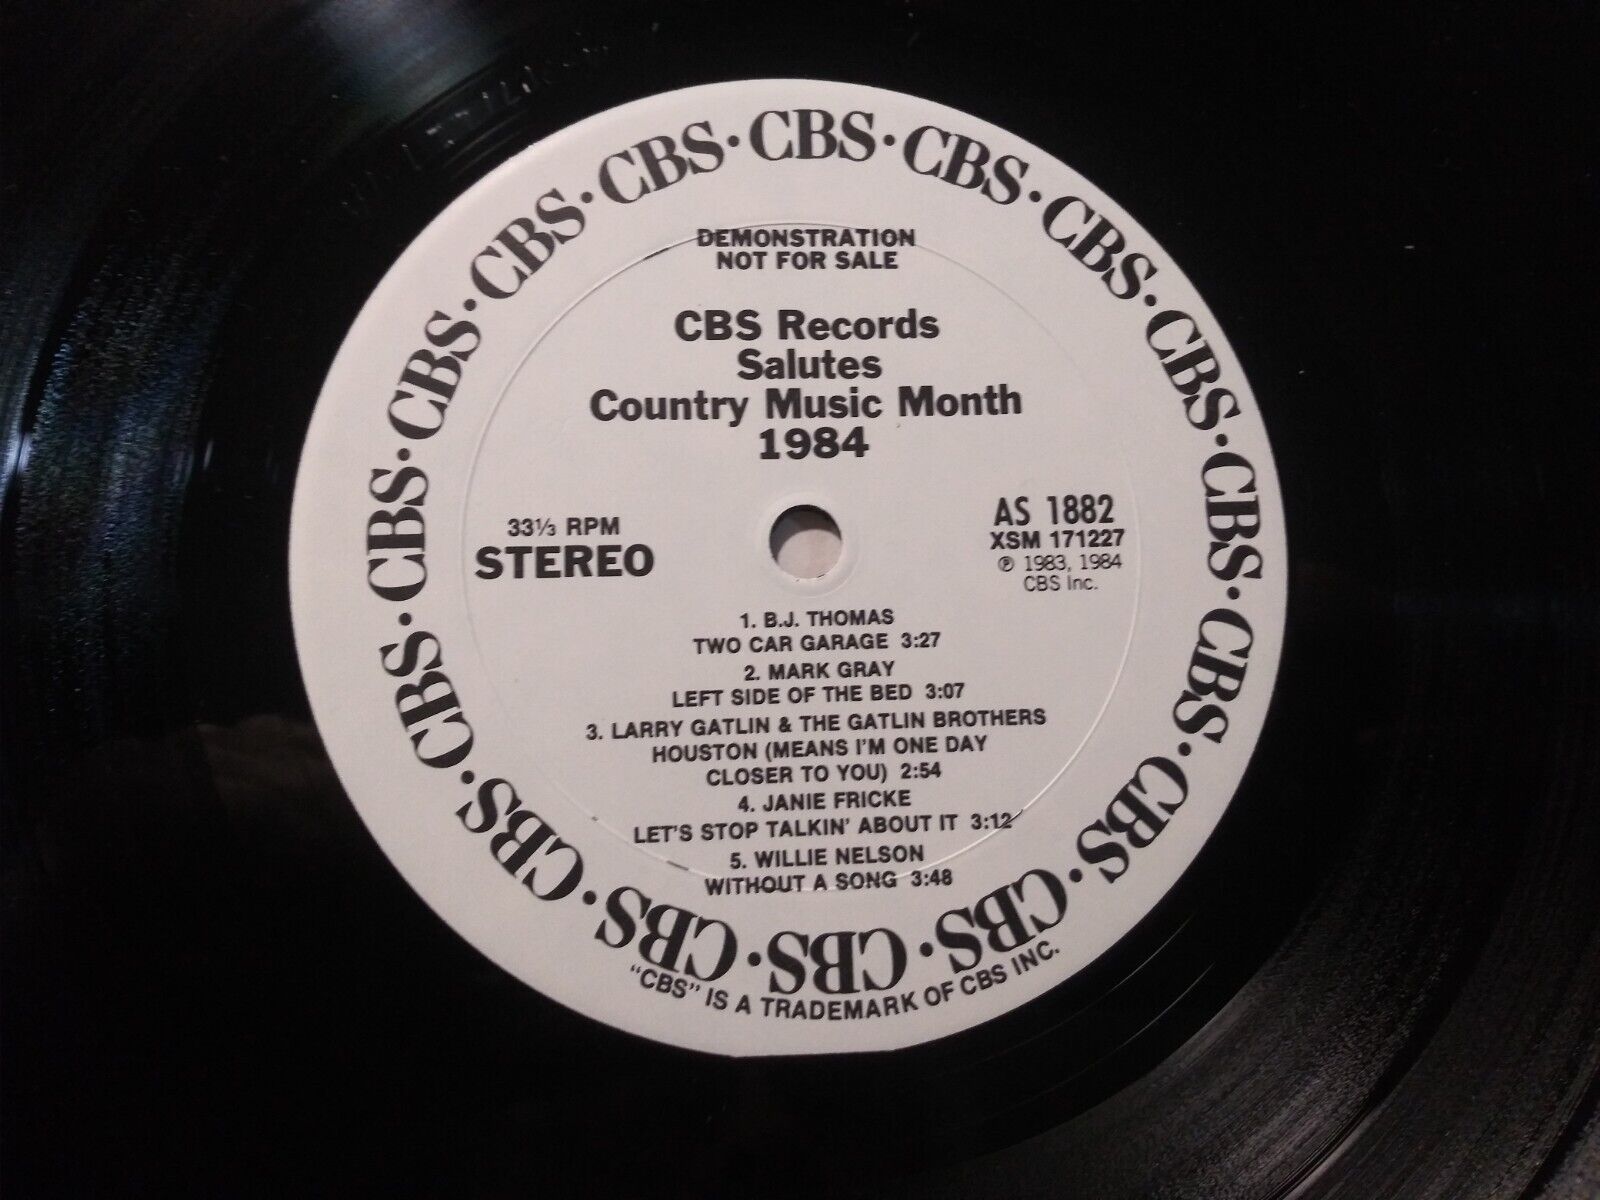 CBS · CBS · CBS · CBS · CBS · CBS · CBS · CBS · CBS · CBS · CBS · CBS · CBS · CBS · CBS · CBS · CBS ·
DEMONSTRATION
NOT FOR SALE
CBS Records
Salutes
Country Music Month
1984
33⅓ RPM
STEREO
AS 1882
XSM 171227
℗ 1983, 1984
CBS Inc.
1. B.J. THOMAS
TWO CAR GARAGE 3:27
2. MARK GRAY
LEFT SIDE OF THE BED 3:07
3. LARRY GATLIN & THE GATLIN BROTHERS
HOUSTON (MEANS I'M ONE DAY
CLOSER TO YOU) 2:54
4. JANIE FRICKE
LET'S STOP TALKIN' ABOUT IT 3:12
5. WILLIE NELSON
WITHOUT A SONG 3:48
"CBS" IS A TRADEMARK OF CBS INC.